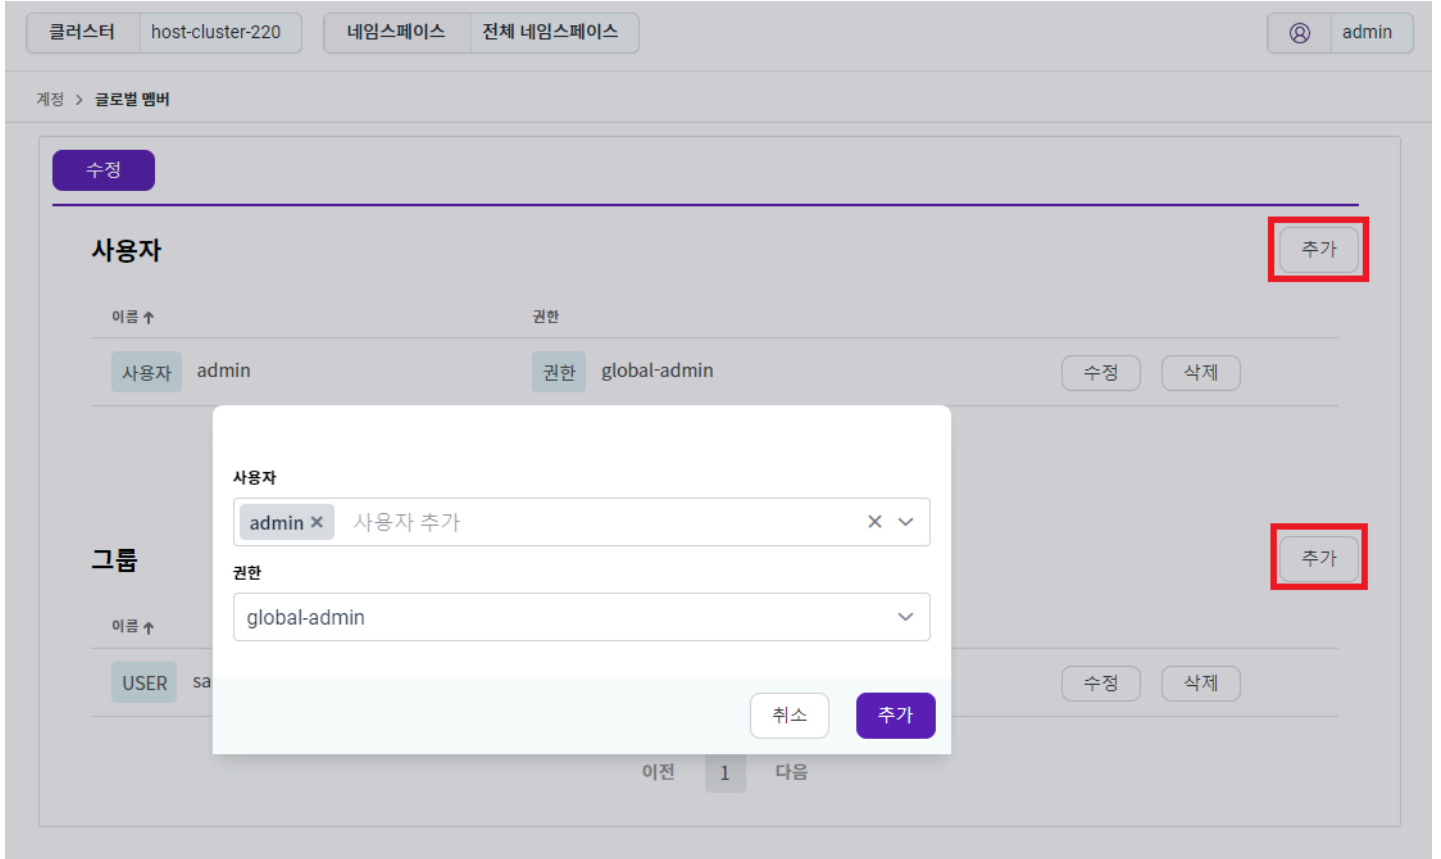 클러스터 host-cluster-220 네임스페이스 전체 네임스페이스 admin
계정 > 글로벌 멤버
수정
사용자 추가
이름 ↑ 권한
사용자 admin 권한 global-admin 수정 삭제
사용자
admin × 사용자 추가 ×
권한
global-admin
취소 추가
그룹 추가
이름 ↑
USER sa 수정 삭제
이전 1 다음